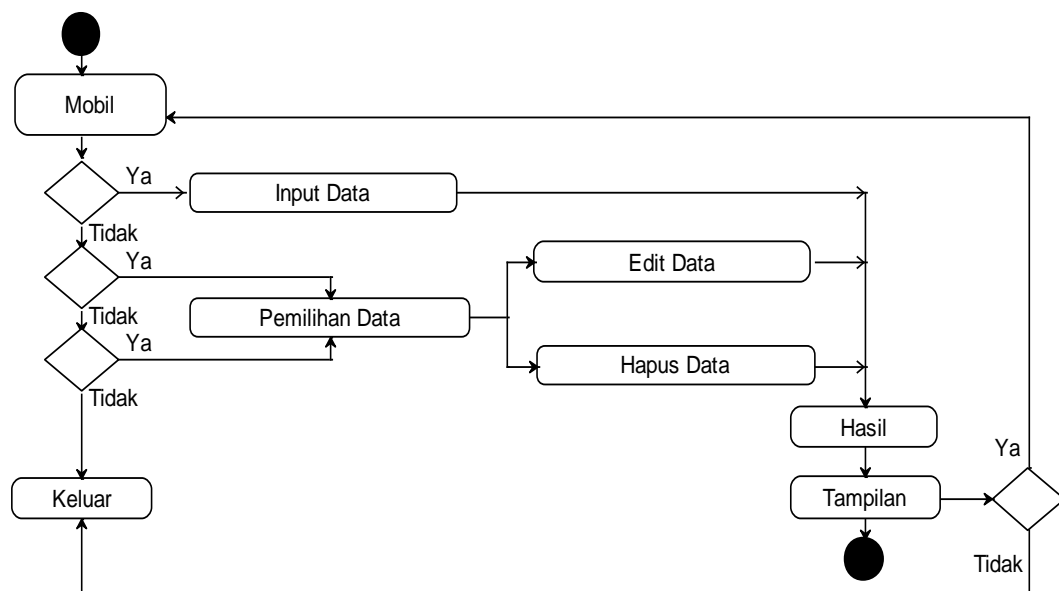 Mobil
Ya
Input Data
Tidak
Ya
Edit Data
Pemilihan Data
Tidak
Ya
Hapus Data
Tidak
Hasil
Ya
Keluar
Tampilan
Tidak